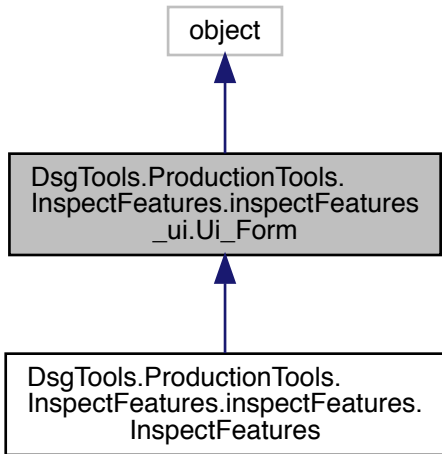 object
DsgTools.ProductionTools.
InspectFeatures.inspectFeatures
_ui.Ui_Form
DsgTools.ProductionTools.
InspectFeatures.inspectFeatures.
InspectFeatures